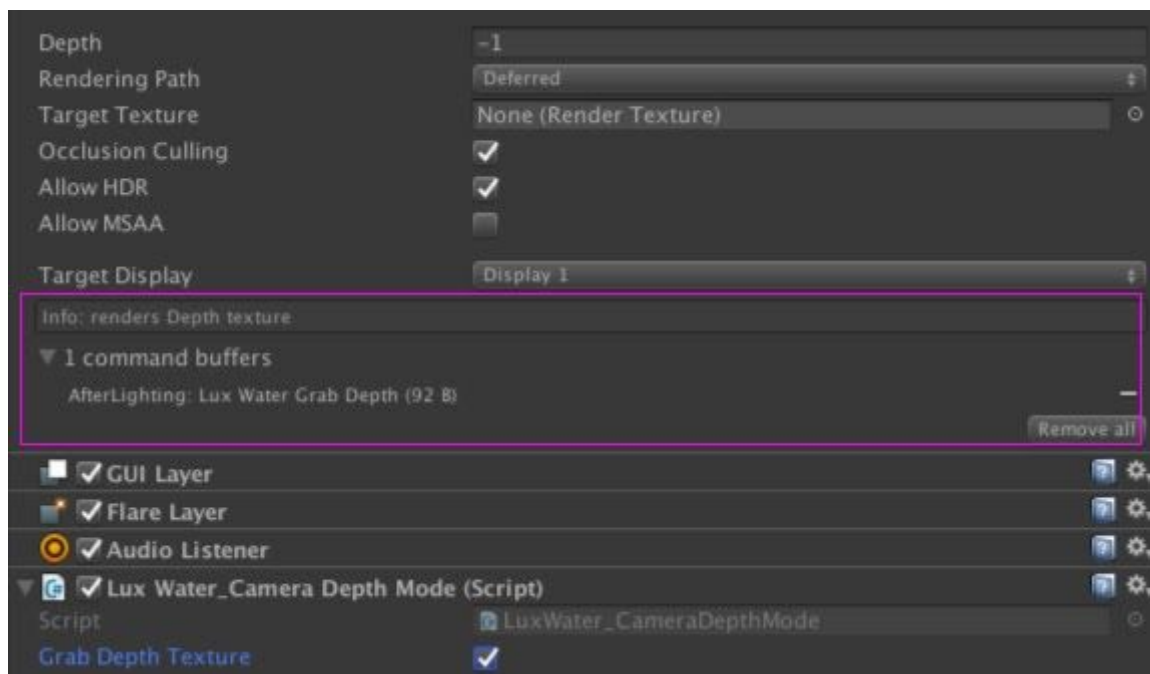 Depth -1
Rendering Path Deferred
Target Texture None (Render Texture)
Occlusion Culling
Allow HDR
Allow MSAA
Target Display Display 1
Info: renders Depth texture
1 command buffers
AfterLighting: Lux Water Grab Depth (92 B)
Remove all
GUI Layer
Flare Layer
Audio Listener
Lux Water_Camera Depth Mode (Script)
Script LuxWater_CameraDepthMode
Grab Depth Texture